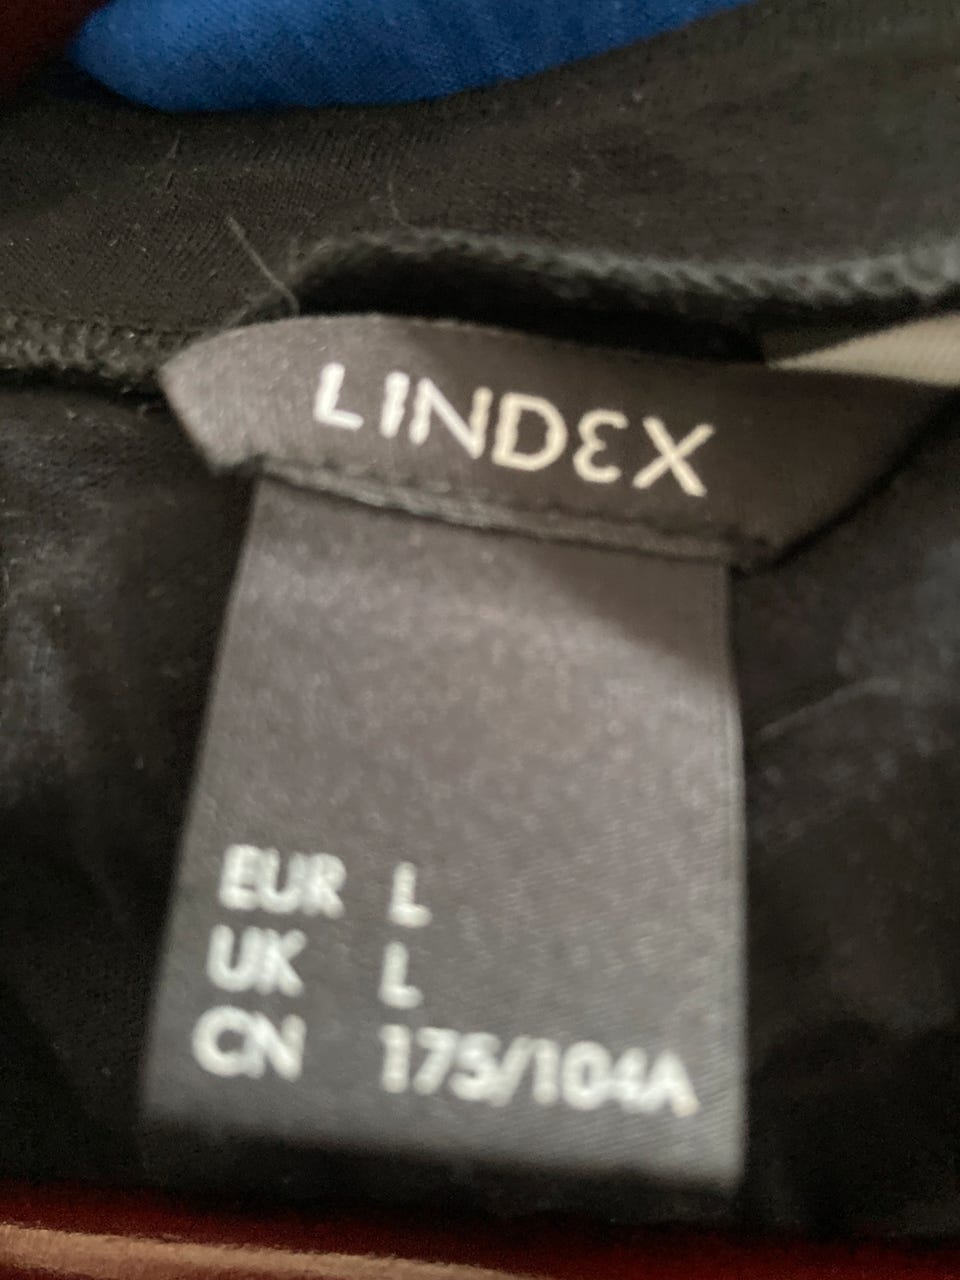 LINDEX
EUR L
UK L
CN 175/104A